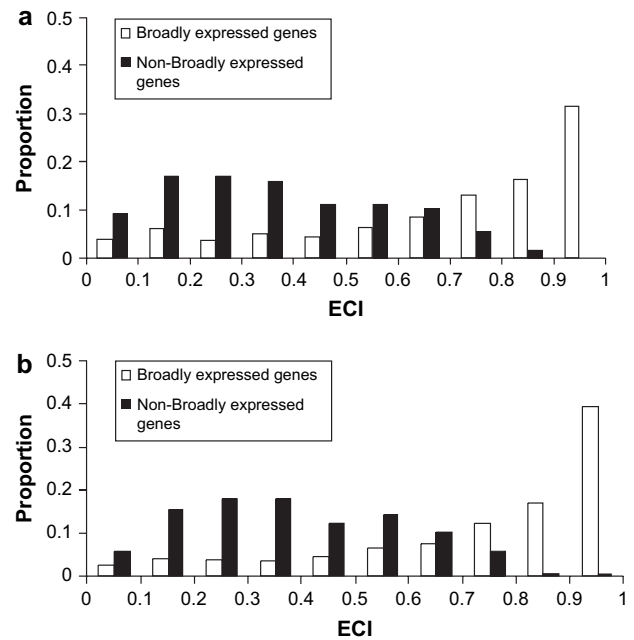 a
0.5
Broadly expressed genes
Non-Broadly expressed
genes
0.4
0.3
0.2
0.1
0
Proportion
0 0.1 0.2 0.3 0.4 0.5 0.6 0.7 0.8 0.9 1
ECI
b
0.5
Broadly expressed genes
Non-Broadly expressed
genes
0.4
0.3
0.2
0.1
0
Proportion
0 0.1 0.2 0.3 0.4 0.5 0.6 0.7 0.8 0.9 1
ECI